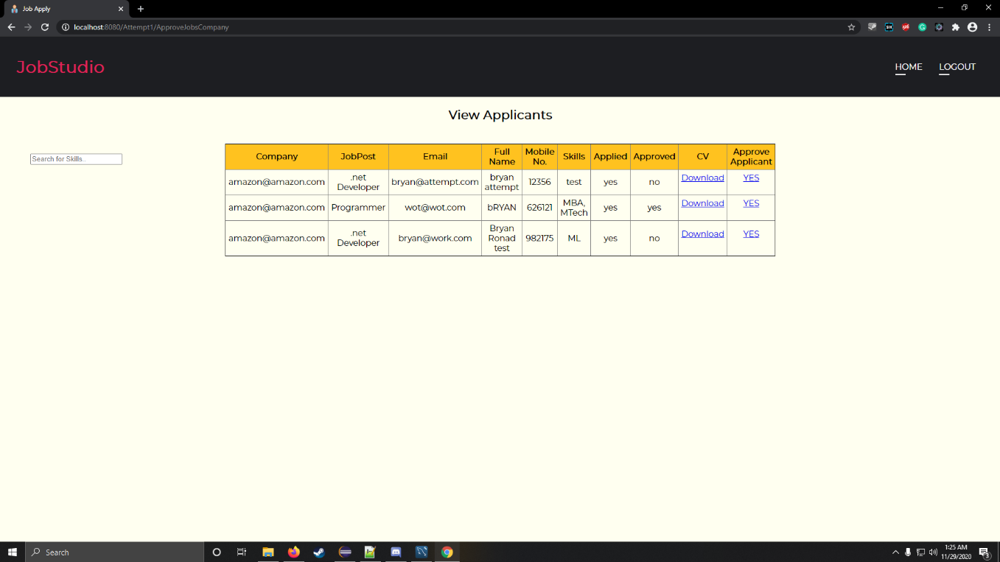 Job Apply
localhost:8080/Attempt1/ApproveJobsCompany
JobStudio
HOME
LOGOUT
View Applicants
Search for Skills..
Company JobPost Email Full Name Mobile No. Skills Applied Approved CV Approve Applicant
amazon@amazon.com .net Developer bryan@attempt.com bryan attempt 12356 test yes no Download YES
amazon@amazon.com Programmer wot@wot.com bRYAN 626121 MBA, MTech yes yes Download YES
amazon@amazon.com .net Developer bryan@work.com Bryan Ronad test 982175 ML yes no Download YES
Search
1:25 AM
11/29/2020
3